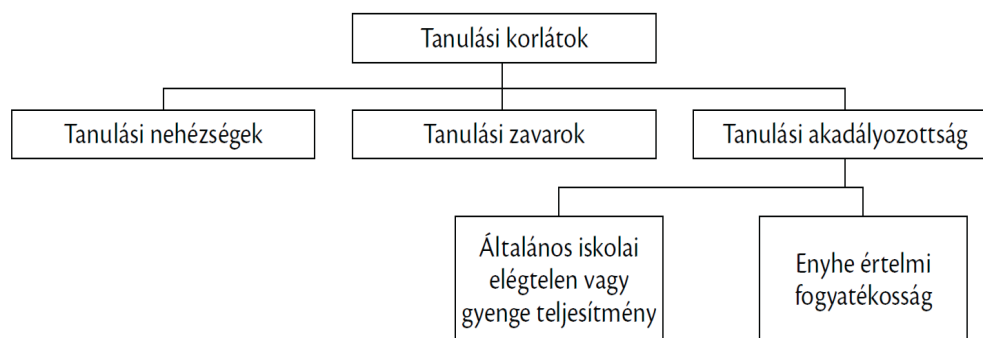 Tanulási korlátok
Tanulási nehézségek
Tanulási zavarok
Tanulási akadályozottság
Általános iskolai
elégtelen vagy
gyenge teljesítmény
Enyhe értelmi
fogyatékosság